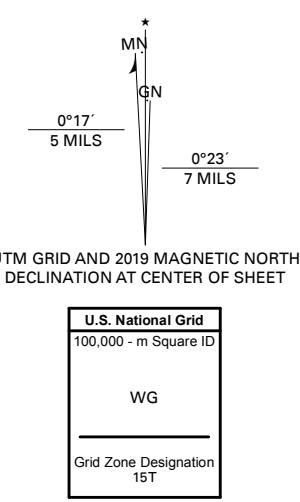 MN
GN
0°17´
5 MILS
0°23´
7 MILS
UTM GRID AND 2019 MAGNETIC NORTH
DECLINATION AT CENTER OF SHEET
U.S. National Grid
100,000 - m Square ID
WG
Grid Zone Designation
15T